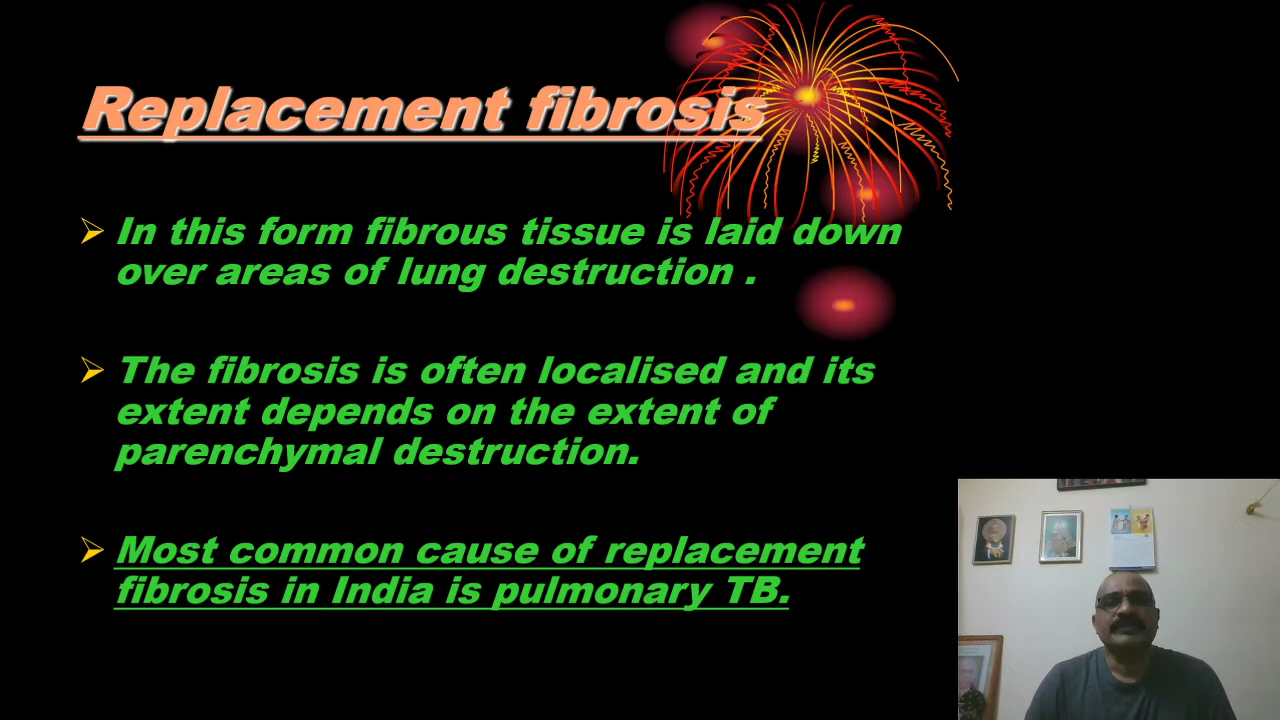 Replacement fibrosis
In this form fibrous tissue is laid down
over areas of lung destruction .
The fibrosis is often localised and its
extent depends on the extent of
parenchymal destruction.
Most common cause of replacement
fibrosis in India is pulmonary TB.